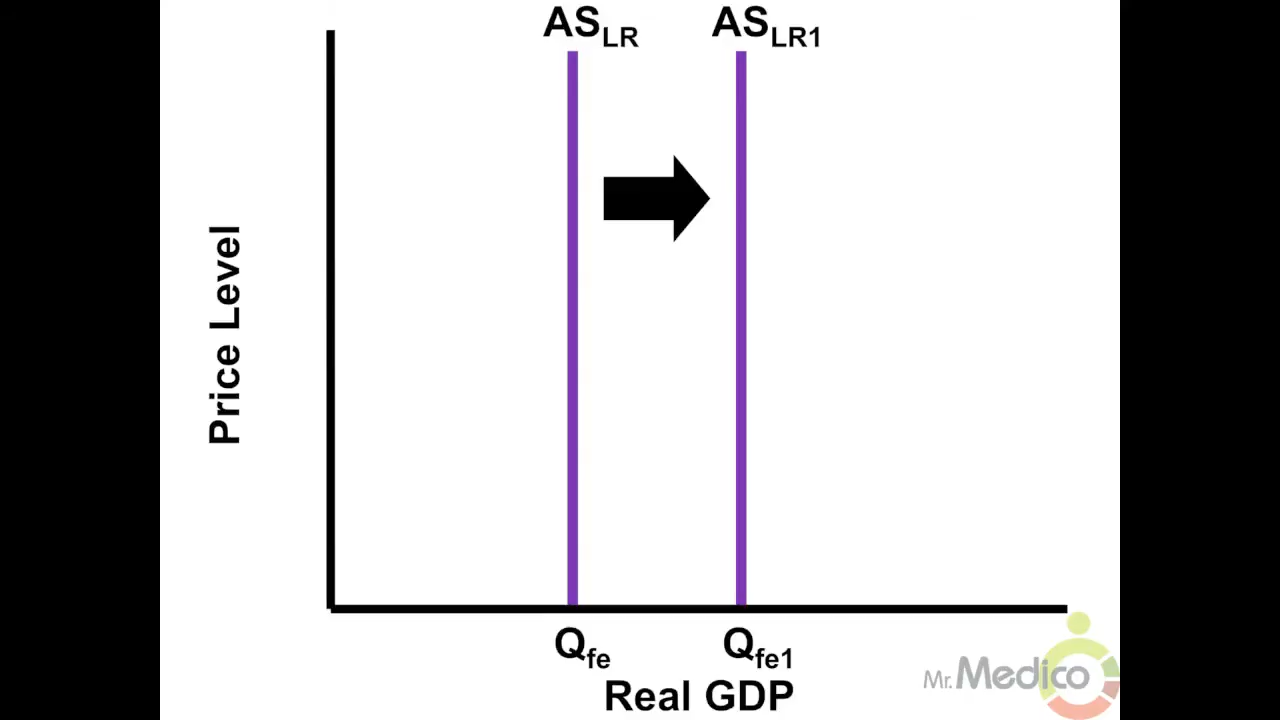 AS LR
AS LR1
Price Level
Q fe
Q fe1
Real GDP
Mr. Medico